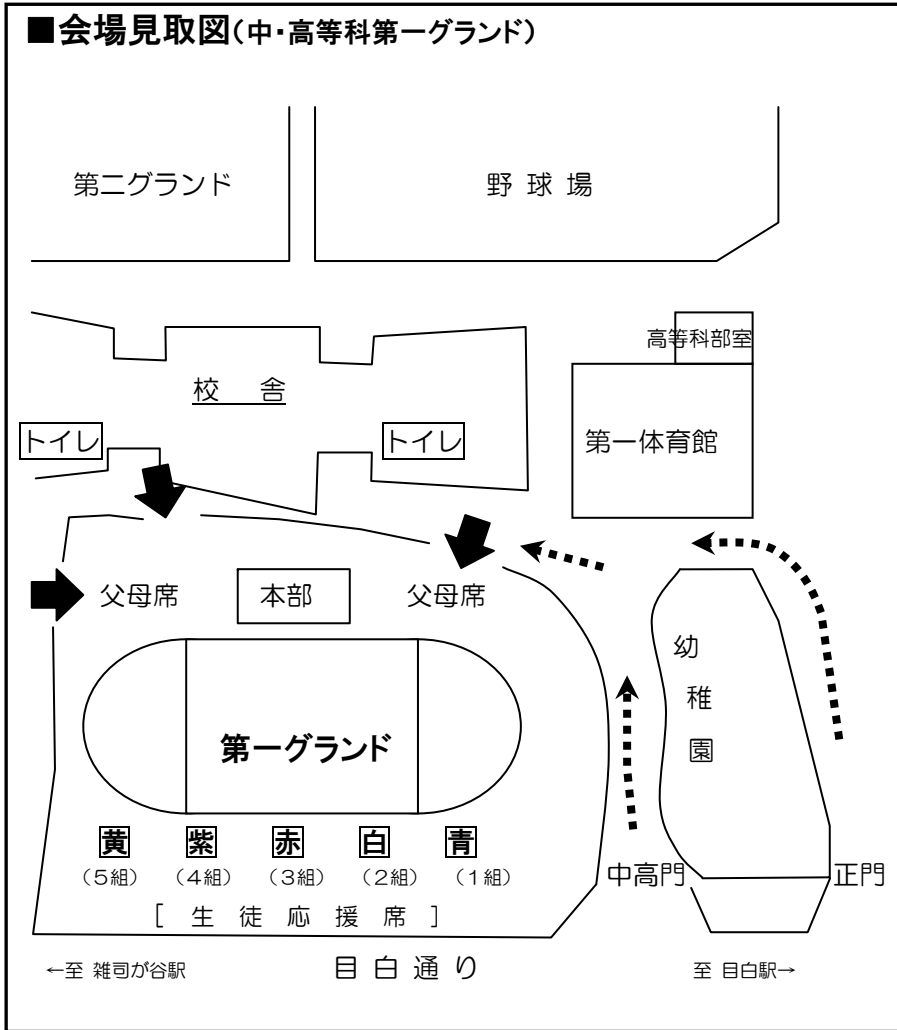 ■会場見取図(中・高等科第一グランド)
第二グランド
野 球 場
高等科部室
校 舎
トイレ
トイレ
第一体育館
父母席
本部
父母席
幼稚園
第一グランド
黄 紫 赤 白 青
(5組) (4組) (3組) (2組) (1組)
中高門
正門
[ 生 徒 応 援 席 ]
←至 雑司が谷駅
目 白 通 り
至 目白駅→